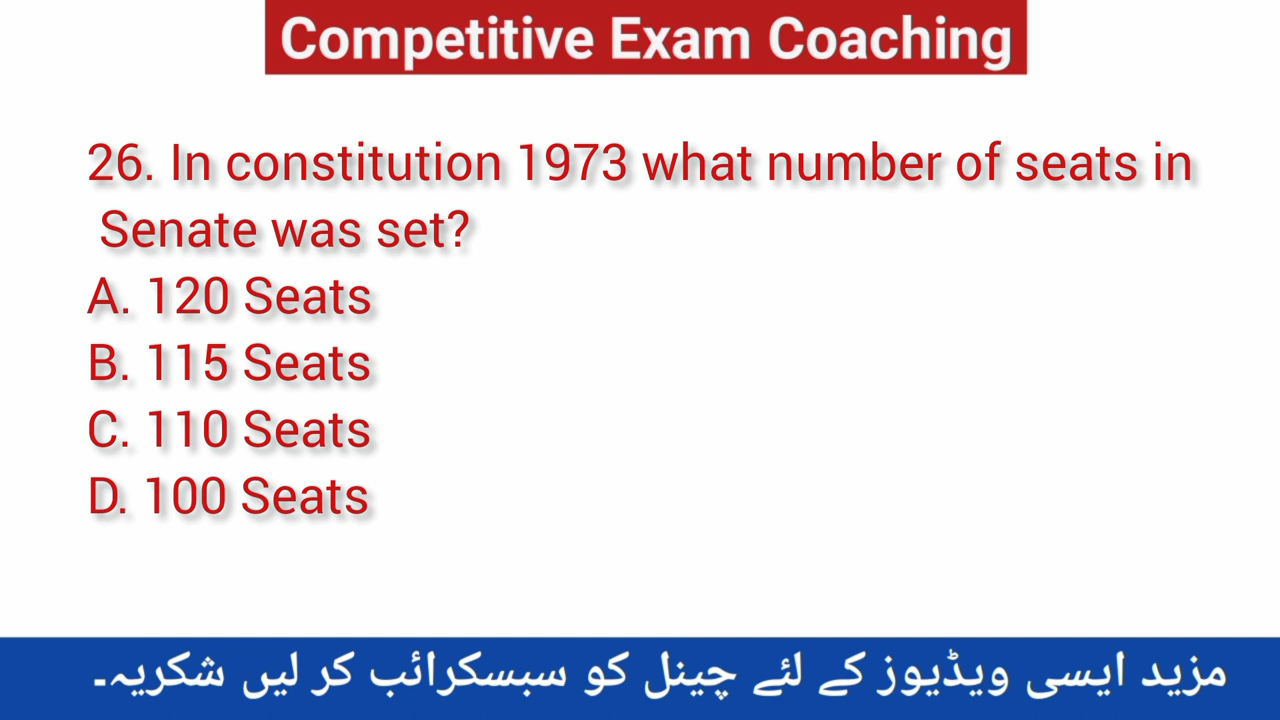 Competitive Exam Coaching
26. In constitution 1973 what number of seats in
Senate was set?
A. 120 Seats
B. 115 Seats
C. 110 Seats
D. 100 Seats
مزید ایسی ویڈیوز کے لئے چینل کو سبسکرائب کر لیں شکریہ۔